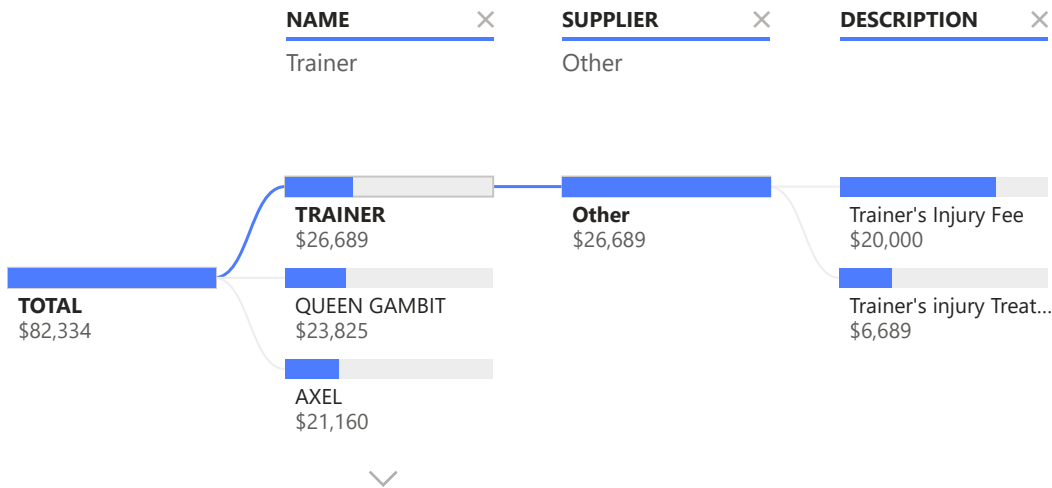 NAME
SUPPLIER
DESCRIPTION
Trainer
Other
TRAINER
$26,689
Other
$26,689
Trainer's Injury Fee
$20,000
TOTAL
$82,334
QUEEN GAMBIT
$23,825
Trainer's injury Treat...
$6,689
AXEL
$21,160